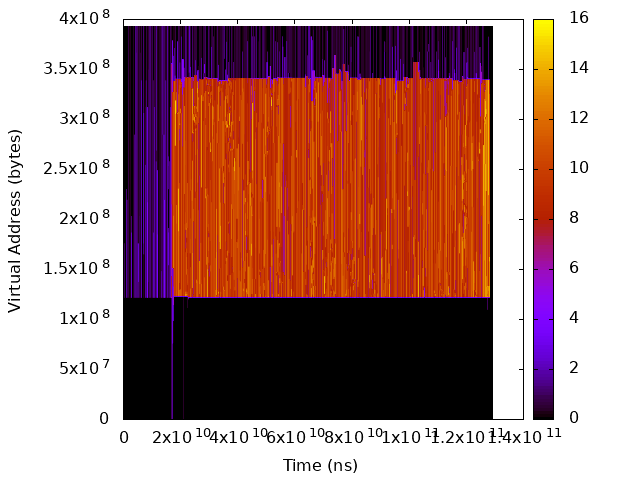 4x10^8
3.5x10^8
3x10^8
2.5x10^8
2x10^8
1.5x10^8
1x10^8
5x10^7
0
Virtual Address (bytes)
0 2x10^10 4x10^10 6x10^10 8x10^10 1x10^11 1.2x10^11 1.4x10^11
Time (ns)
16
14
12
10
8
6
4
2
0